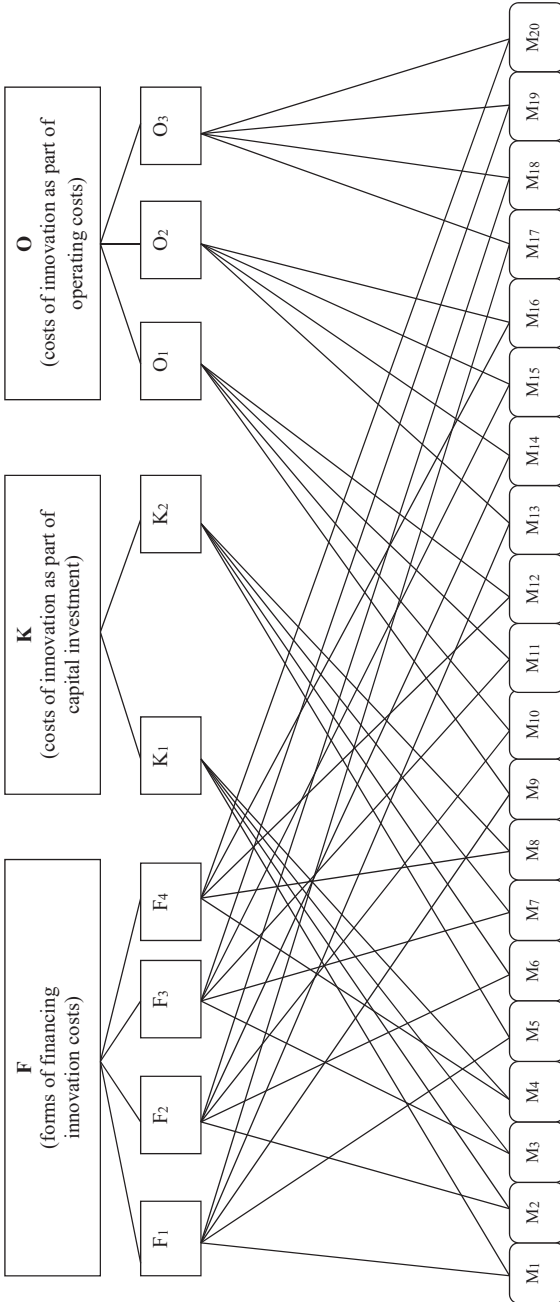 F
(forms of financing
innovation costs)
K
(costs of innovation as part of
capital investment)
O
(costs of innovation as part of
operating costs)
F1
F2
F3
F4
K1
K2
O1
O2
O3
M1
M2
M3
M4
M5
M6
M7
M8
M9
M10
M11
M12
M13
M14
M15
M16
M17
M18
M19
M20